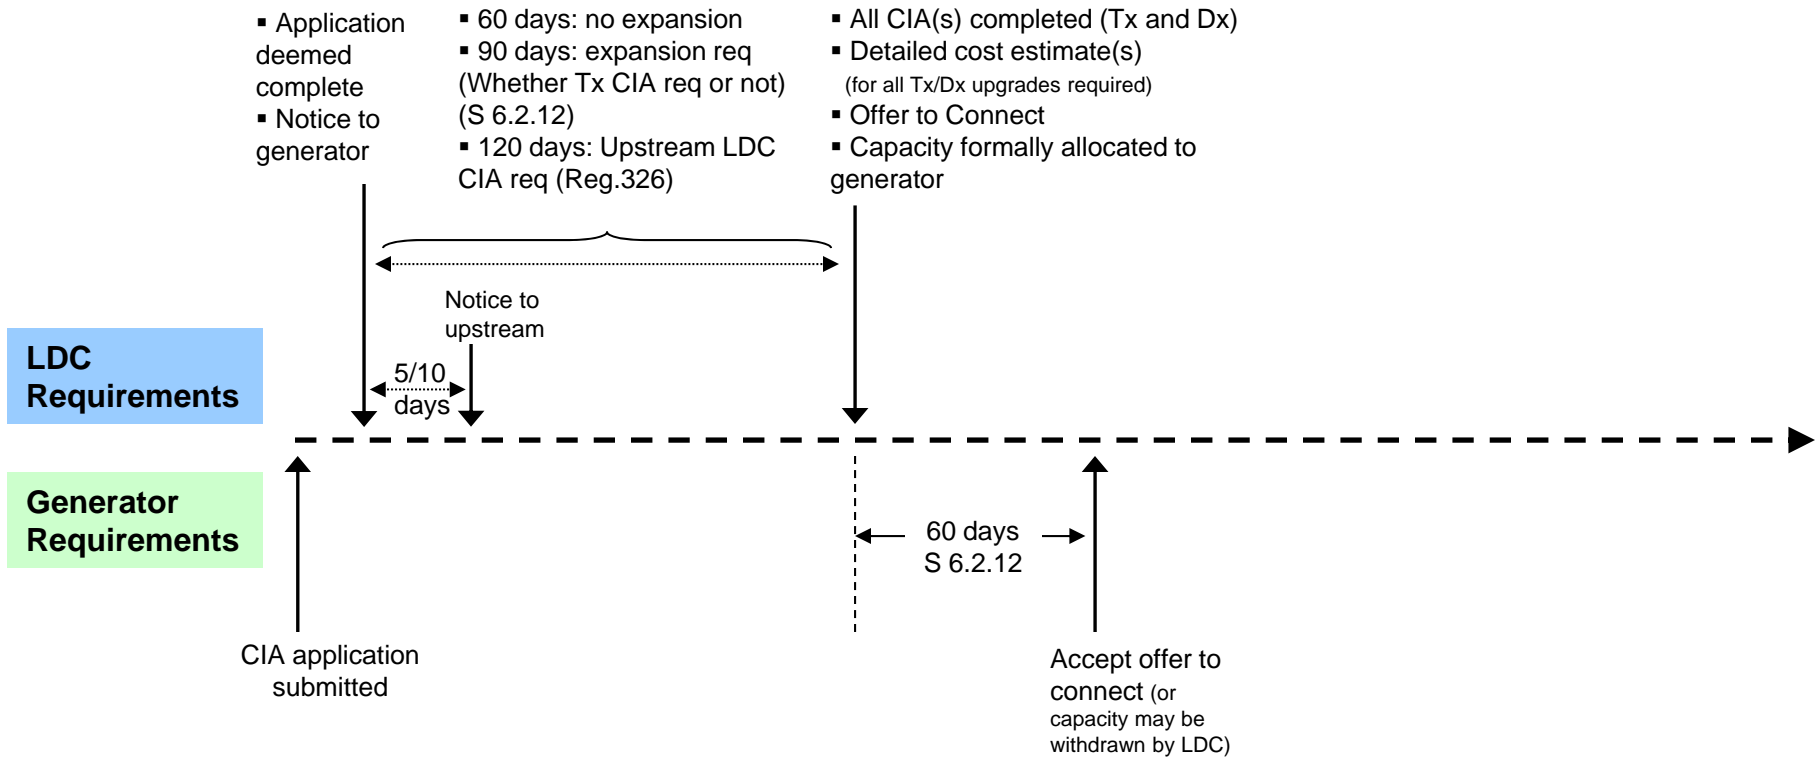 ▪ Application
deemed
complete
▪ Notice to
generator
▪ 60 days: no expansion
▪ 90 days: expansion req
(Whether Tx CIA req or not)
(S 6.2.12)
▪ 120 days: Upstream LDC
CIA req (Reg.326)
▪ All CIA(s) completed (Tx and Dx)
▪ Detailed cost estimate(s)
(for all Tx/Dx upgrades required)
▪ Offer to Connect
▪ Capacity formally allocated to
generator
Notice to
upstream
LDC
Requirements
5/10
days
Generator
Requirements
60 days
S 6.2.12
CIA application
submitted
Accept offer to
connect (or
capacity may be
withdrawn by LDC)